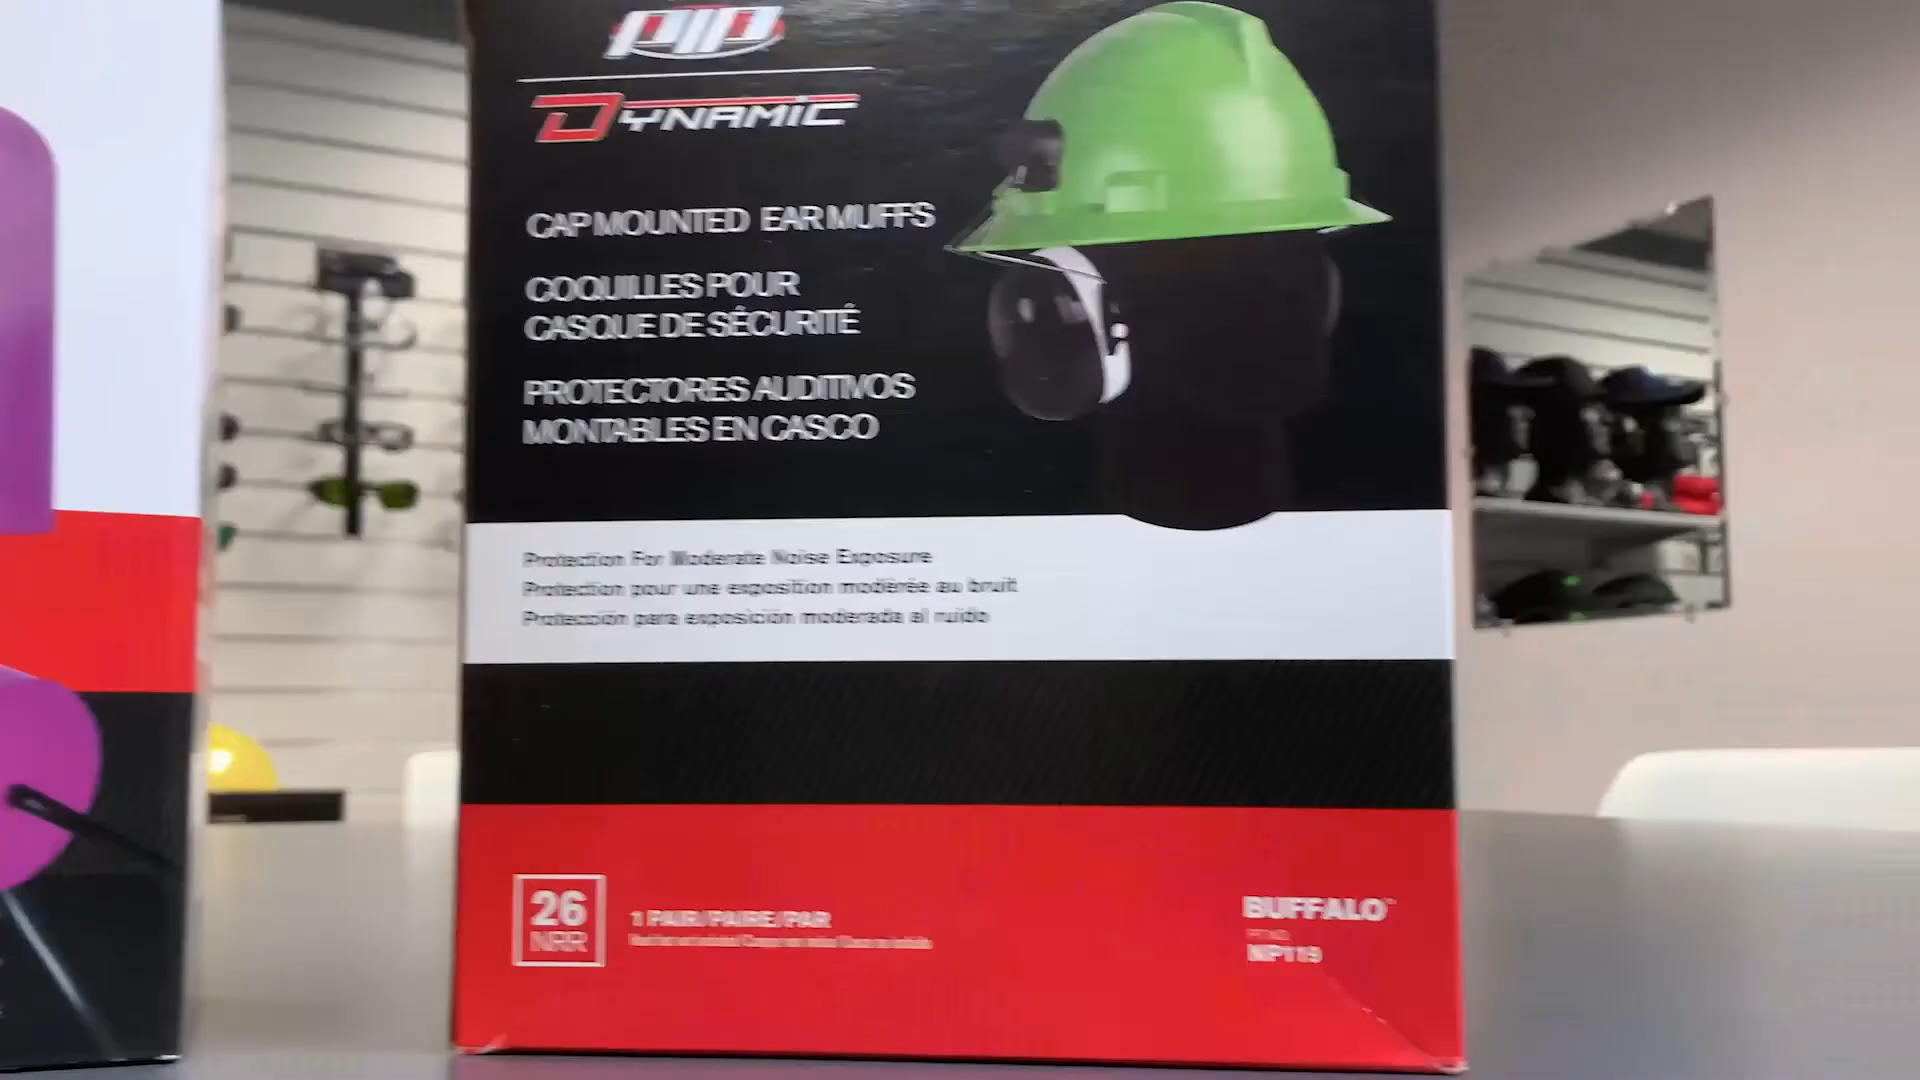 PIP
DYNAMIC
CAP MOUNTED EAR MUFFS
COQUILLES POUR
CASQUE DE SÉCURITÉ
PROTECTORES AUDITIVOS
MONTABLES EN CASCO
Protection For Moderate Noise Exposure
Protection pour une exposition modérée au bruit
Protección para exposición moderada al ruido
26
NRR
1 PAIR/PAIRE/PAR
BUFFALO™
NP119